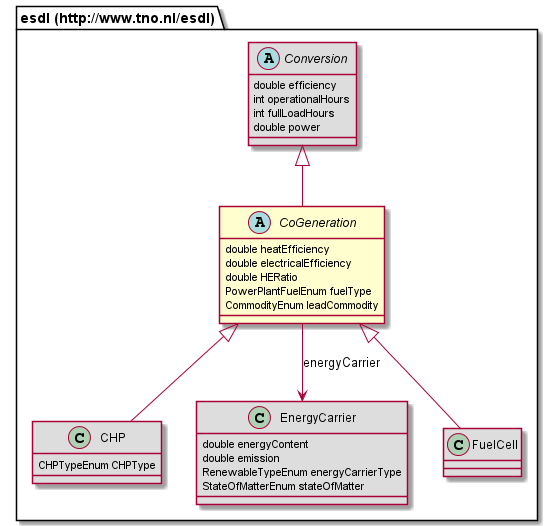 esdl (http://www.tno.nl/esdl)
A Conversion
double efficiency
int operationalHours
int fullLoadHours
double power
A CoGeneration
double heatEfficiency
double electricalEfficiency
double HERatio
PowerPlantFuelEnum fuelType
CommodityEnum leadCommodity
energyCarrier
C CHP
CHPTypeEnum CHPType
C EnergyCarrier
double energyContent
double emission
RenewableTypeEnum energyCarrierType
StateOfMatterEnum stateOfMatter
C FuelCell